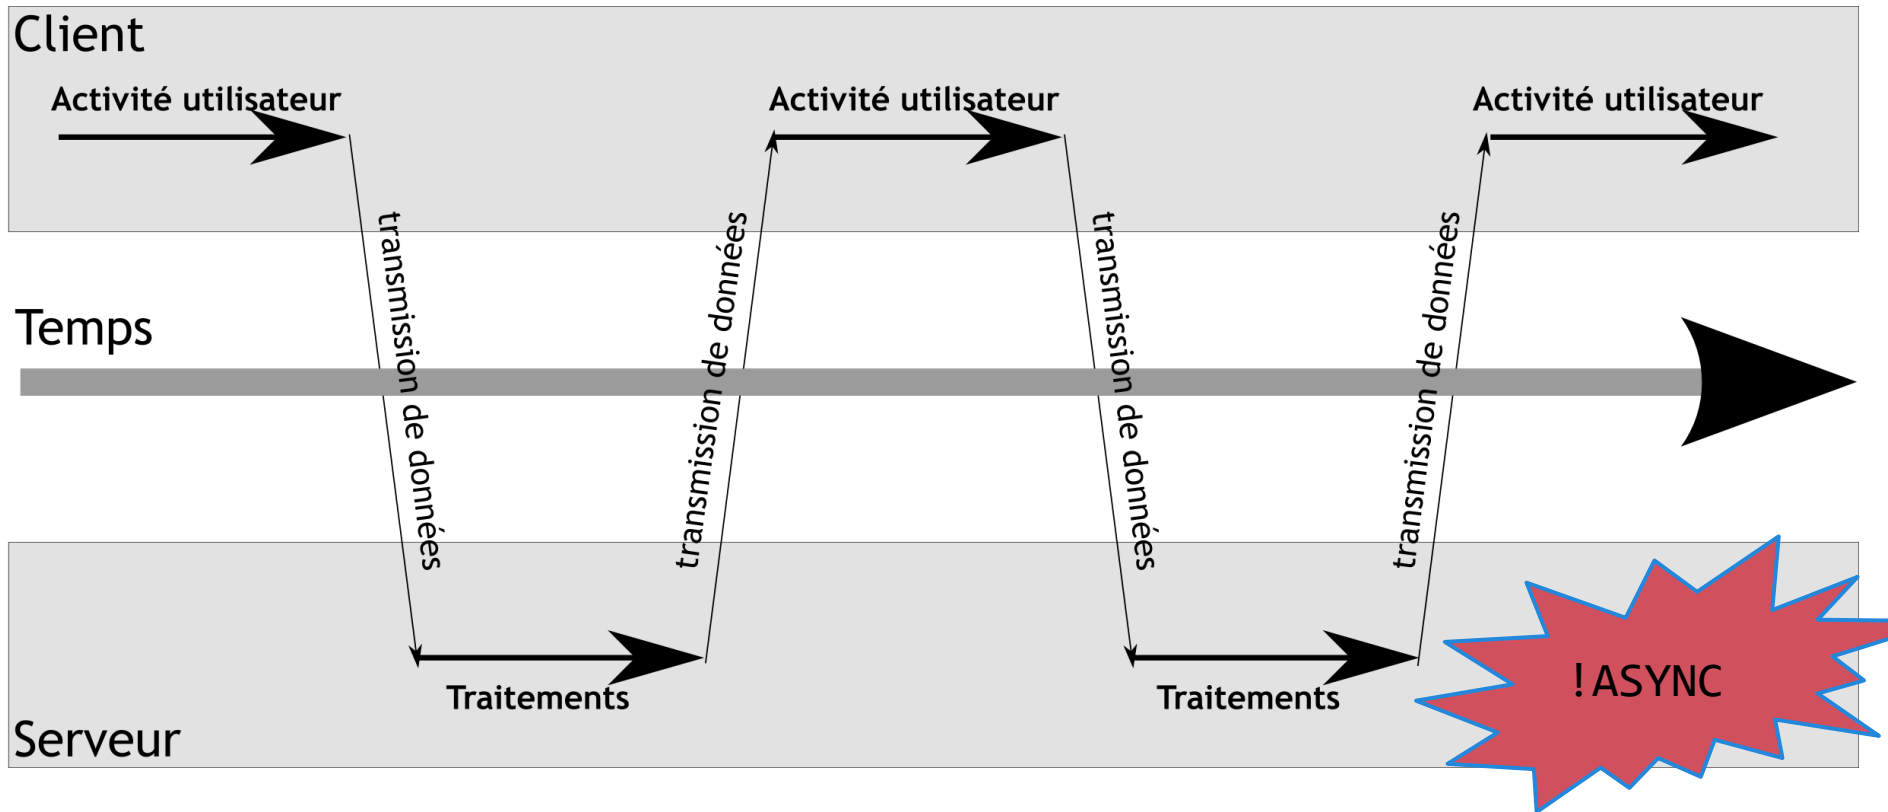 Client
Activité utilisateur
Activité utilisateur
Activité utilisateur
transmission de données
transmission de données
transmission de données
transmission de données
Temps
Traitements
Traitements
!ASYNC
Serveur